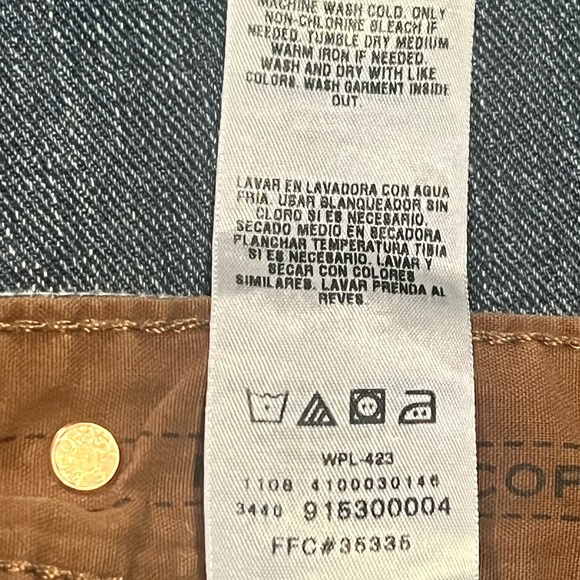 MACHINE WASH COLD. ONLY
NON-CHLORINE BLEACH IF
NEEDED. TUMBLE DRY MEDIUM
WARM IRON IF NEEDED.
WASH AND DRY WITH LIKE
COLORS. WASH GARMENT INSIDE
OUT.
LAVAR EN LAVADORA CON AGUA
FRIA. USAR BLANQUEADOR SIN
CLORO SI ES NECESARIO.
SECADO MEDIO EN SECADORA
PLANCHAR TEMPERATURA TIBIA
SI ES NECESARIO. LAVAR Y
SECAR CON COLORES
SIMILARES. LAVAR PRENDA AL
REVES.
WPL-423
1108 4100030146
3440 915300004
FFC#35335